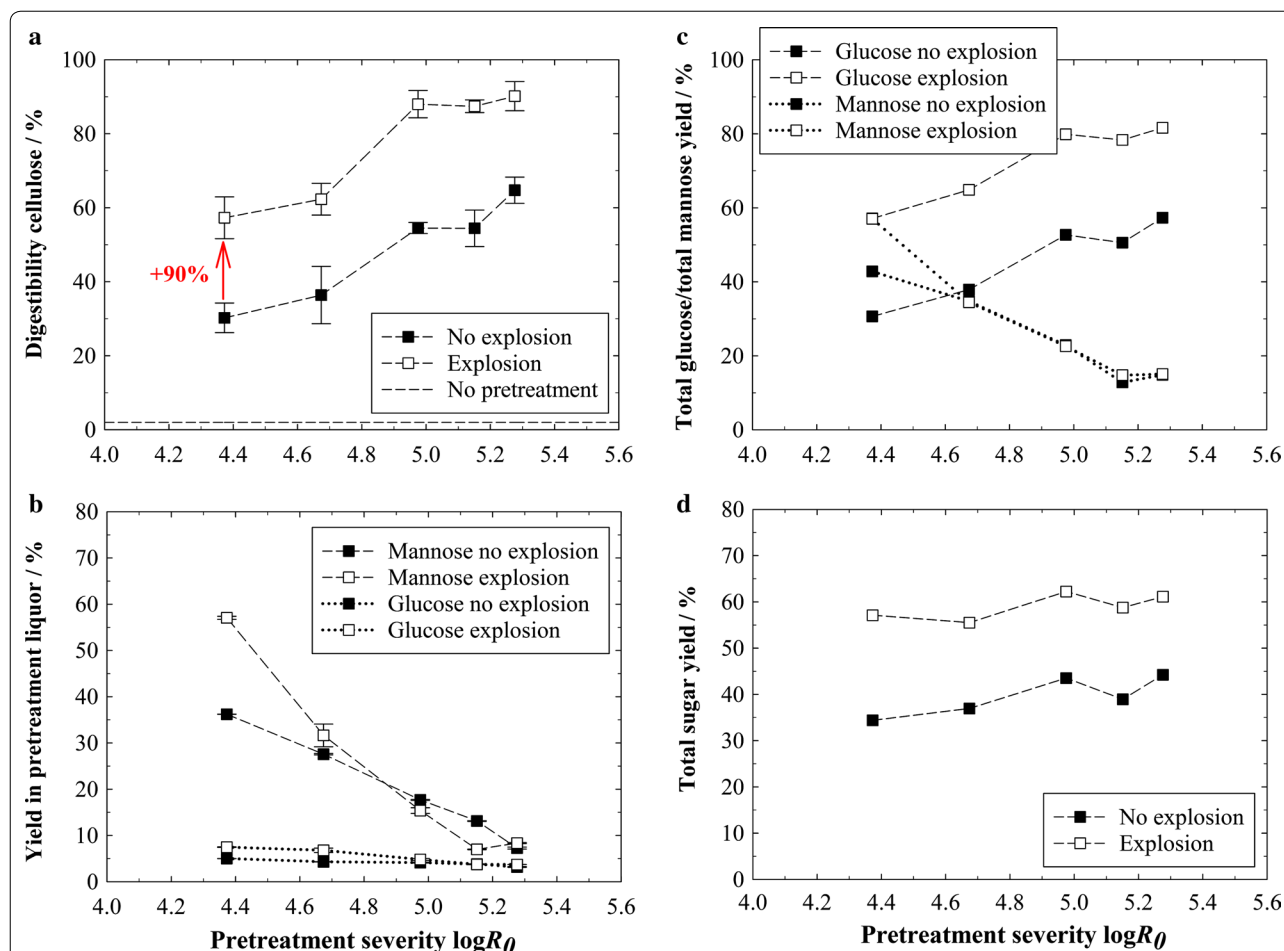 a
Digestibility cellulose / %
100
80
60
40
20
0
+90%
No explosion
Explosion
No pretreatment
4.0 4.2 4.4 4.6 4.8 5.0 5.2 5.4 5.6
c
Total glucose/total mannose yield / %
Glucose no explosion
Glucose explosion
Mannose no explosion
Mannose explosion
100
80
60
40
20
0
4.0 4.2 4.4 4.6 4.8 5.0 5.2 5.4 5.6
b
Yield in pretreatment liquor / %
80
70
60
50
40
30
20
10
0
Mannose no explosion
Mannose explosion
Glucose no explosion
Glucose explosion
4.0 4.2 4.4 4.6 4.8 5.0 5.2 5.4 5.6
Pretreatment severity logR0
d
Total sugar yield / %
80
70
60
50
40
30
20
10
0
No explosion
Explosion
4.0 4.2 4.4 4.6 4.8 5.0 5.2 5.4 5.6
Pretreatment severity logR0